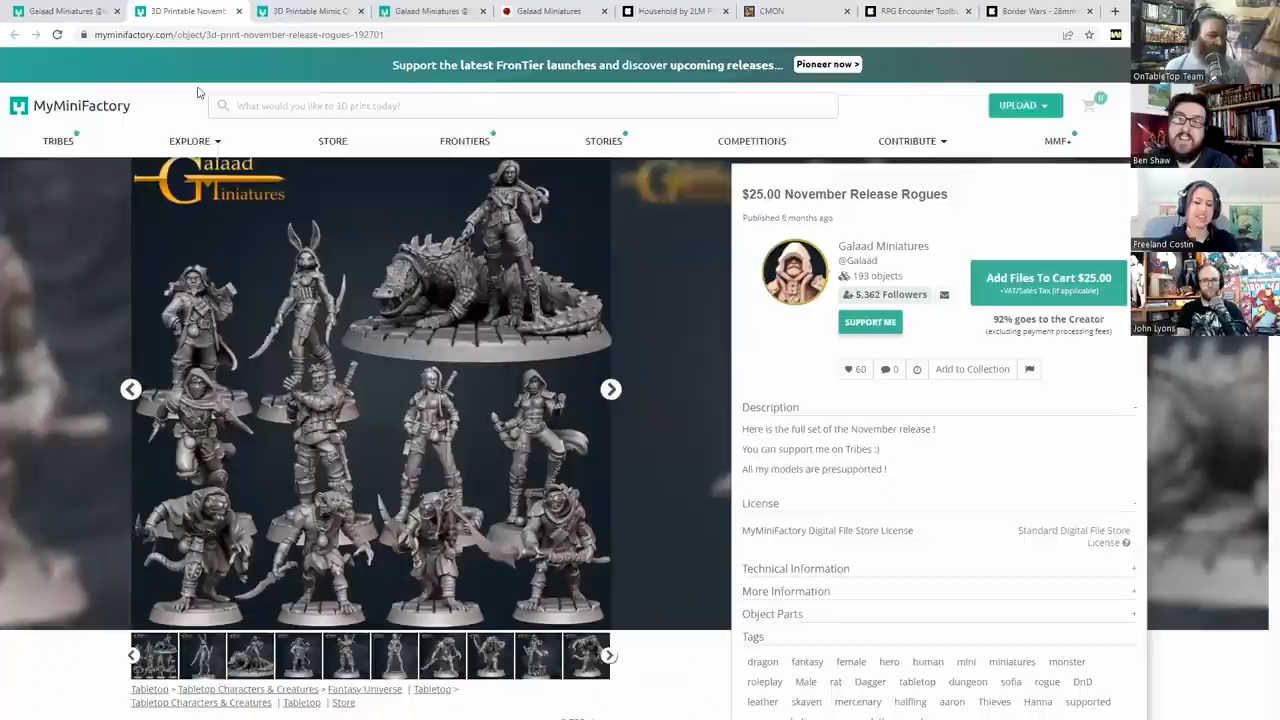 Galaad Miniatures @
3D Printable Novemb
3D Printable Mimic C
Galaad Miniatures @
Galaad Miniatures
Household by 2LM P
CMON
RPG Encounter Toolb
Border Wars - 28mm
myminifactory.com/object/3d-print-november-release-rogues-192701
Support the latest FronTier launches and discover upcoming releases... Pioneer now >
MyMiniFactory
What would you like to 3D print today?
UPLOAD
0
TRIBES EXPLORE STORE FRONTIERS STORIES COMPETITIONS CONTRIBUTE MMF+
Galaad
Miniatures
$25.00 November Release Rogues
Published 6 months ago
Galaad Miniatures
@Galaad
193 objects
5,362 Followers
SUPPORT ME
Add Files To Cart $25.00
+VAT/Sales Tax (if applicable)
92% goes to the Creator
(excluding payment processing fees)
60 0 Add to Collection
Description -
Here is the full set of the November release !
You can support me on Tribes :)
All my models are presupported !
License -
MyMiniFactory Digital File Store License
Standard Digital File Store
License
Technical Information +
More Information +
Object Parts +
Tags
dragon fantasy female hero human mini miniatures monster
roleplay Male rat Dagger tabletop dungeon sofia rogue DnD
leather skaven mercenary halfling aaron Thieves Hanna supported
Tabletop > Tabletop Characters & Creatures > Fantasy Universe | Tabletop >
Tabletop Characters & Creatures | Tabletop | Store
OnTableTop Team
Ben Shaw
Freeland Costin
John Lyons